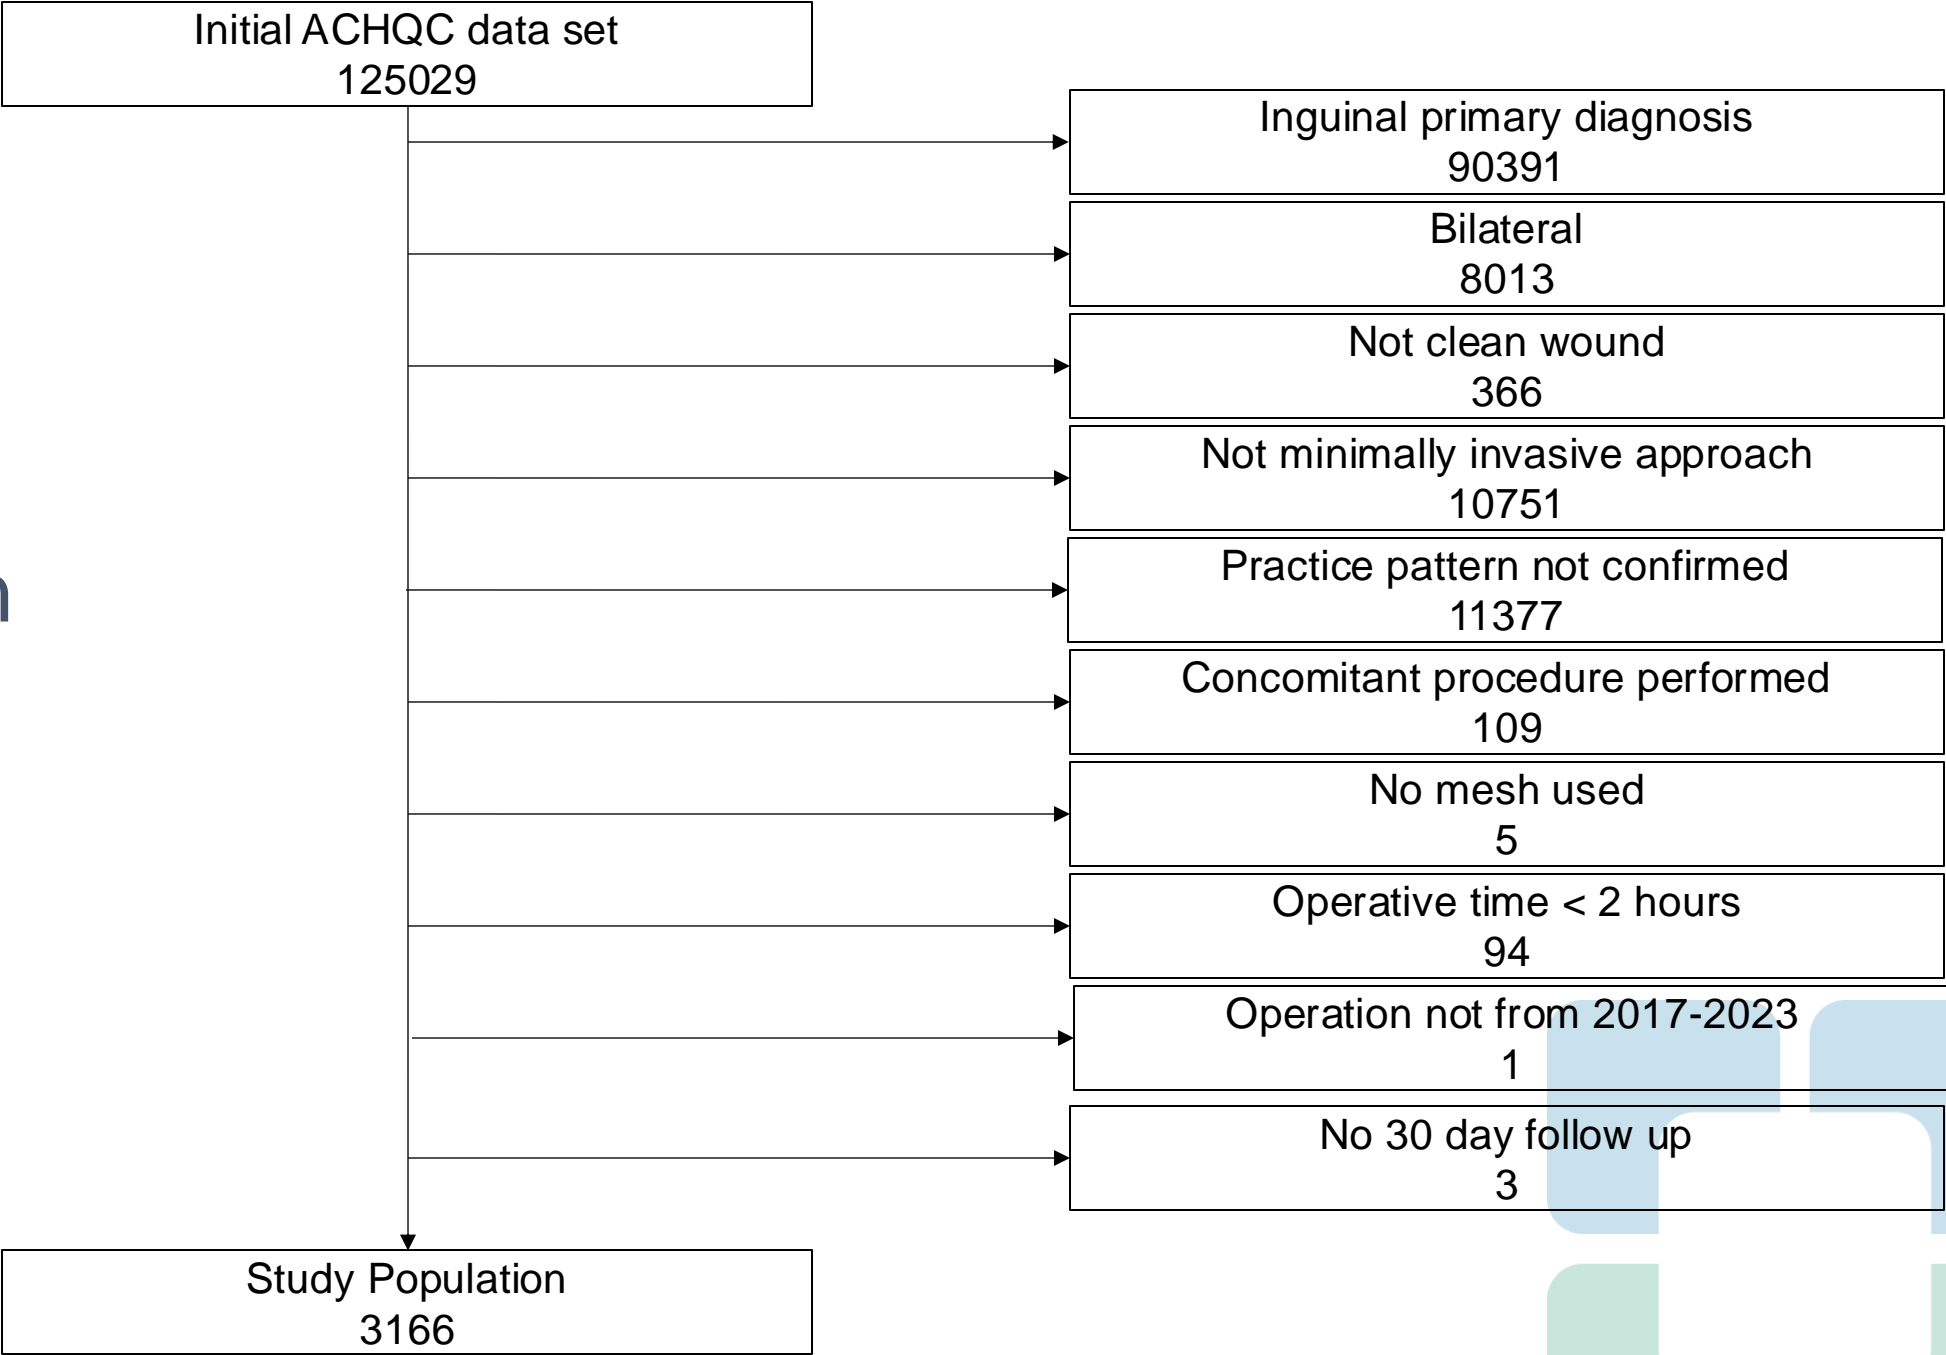 Initial ACHQC data set
125029
Inguinal primary diagnosis
90391
Bilateral
8013
Not clean wound
366
Not minimally invasive approach
10751
Practice pattern not confirmed
11377
Concomitant procedure performed
109
No mesh used
5
Operative time < 2 hours
94
Operation not from 2017-2023
1
No 30 day follow up
3
Study Population
3166